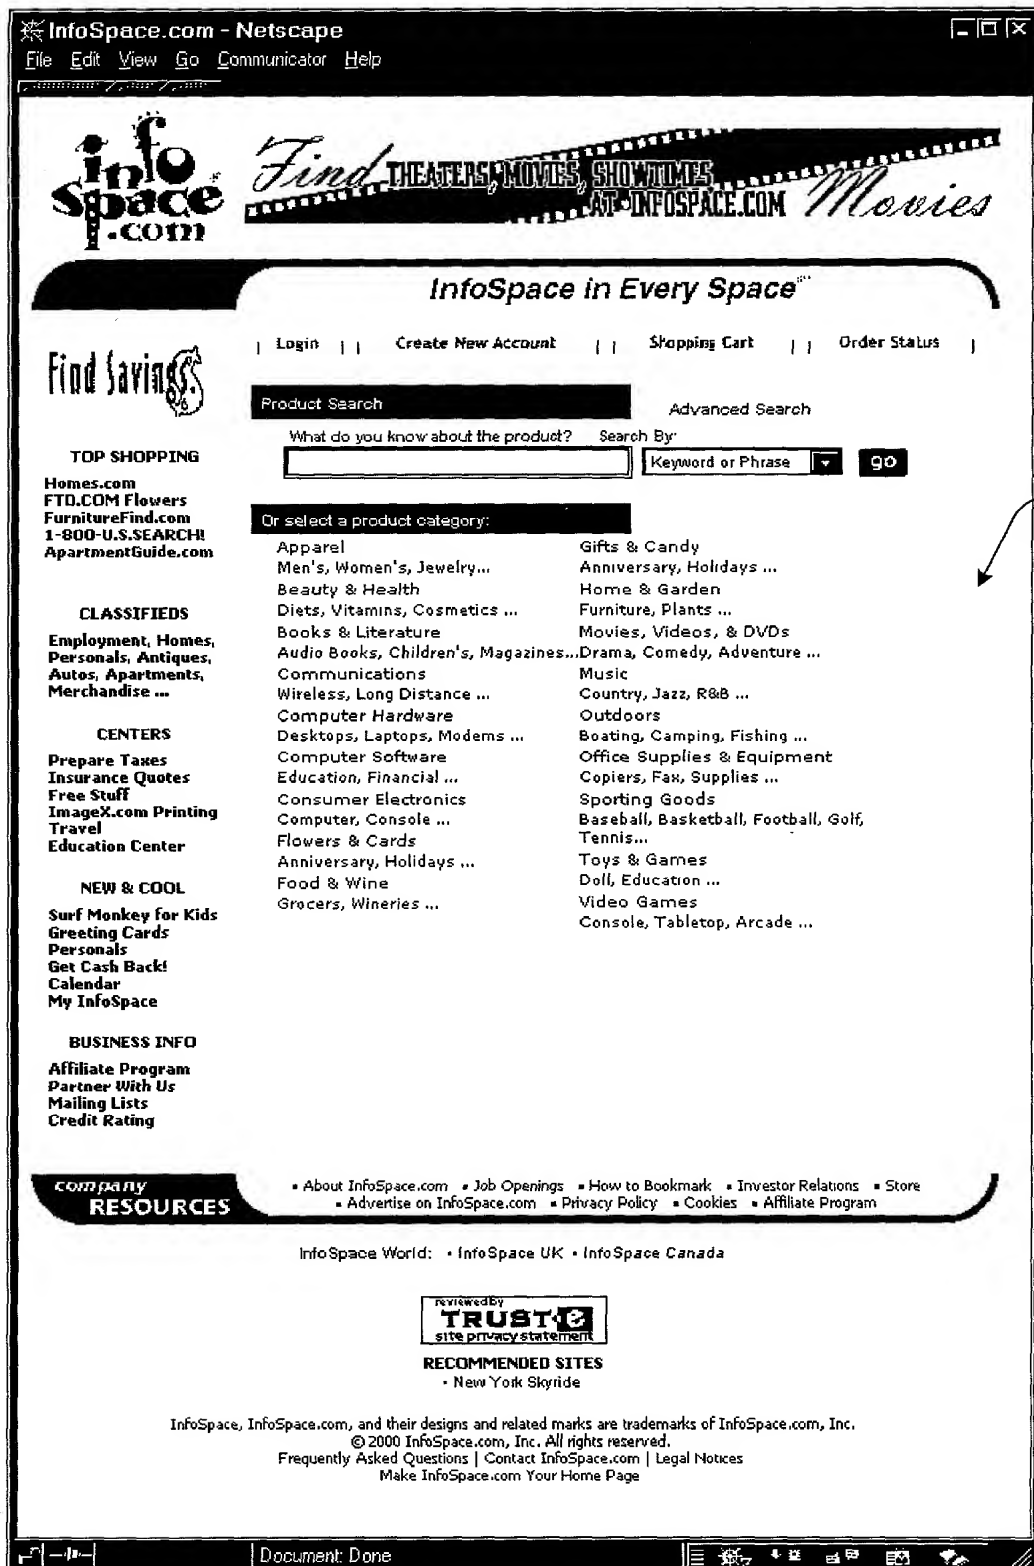 InfoSpace.com - Netscape
File Edit View Go Communicator Help
info
space
.com
Find THEATERS, MOVIES, SHOWTIMES
AT INFOSPACE.COM Movies
InfoSpace in Every Space
Login Create New Account Shopping Cart Order Status
Find Savings
Product Search
Advanced Search
What do you know about the product? Search By:
Keyword or Phrase go
Or select a product category:
TOP SHOPPING
Homes.com
FTD.COM Flowers
FurnitureFind.com
1-800-U.S.SEARCH!
ApartmentGuide.com
CLASSIFIEDS
Employment, Homes,
Personals, Antiques,
Autos, Apartments,
Merchandise ...
CENTERS
Prepare Taxes
Insurance Quotes
Free Stuff
ImageX.com Printing
Travel
Education Center
NEW & COOL
Surf Monkey for Kids
Greeting Cards
Personals
Get Cash Back!
Calendar
My InfoSpace
BUSINESS INFO
Affiliate Program
Partner With Us
Mailing Lists
Credit Rating
Apparel
Men's, Women's, Jewelry...
Beauty & Health
Diets, Vitamins, Cosmetics ...
Books & Literature
Audio Books, Children's, Magazines...
Communications
Wireless, Long Distance ...
Computer Hardware
Desktops, Laptops, Modems ...
Computer Software
Education, Financial ...
Consumer Electronics
Computer, Console ...
Flowers & Cards
Anniversary, Holidays ...
Food & Wine
Grocers, Wineries ...
Gifts & Candy
Anniversary, Holidays ...
Home & Garden
Furniture, Plants ...
Movies, Videos, & DVDs
Drama, Comedy, Adventure ...
Music
Country, Jazz, R&B ...
Outdoors
Boating, Camping, Fishing ...
Office Supplies & Equipment
Copiers, Fax, Supplies ...
Sporting Goods
Baseball, Basketball, Football, Golf,
Tennis...
Toys & Games
Doll, Education ...
Video Games
Console, Tabletop, Arcade ...
company
RESOURCES
▪ About InfoSpace.com ▪ Job Openings ▪ How to Bookmark ▪ Investor Relations ▪ Store
▪ Advertise on InfoSpace.com ▪ Privacy Policy ▪ Cookies ▪ Affiliate Program
InfoSpace World: • InfoSpace UK • InfoSpace Canada
reviewed by
TRUSTe
site privacy statement
RECOMMENDED SITES
• New York Skyride
InfoSpace, InfoSpace.com, and their designs and related marks are trademarks of InfoSpace.com, Inc.
© 2000 InfoSpace.com, Inc. All rights reserved.
Frequently Asked Questions | Contact InfoSpace.com | Legal Notices
Make InfoSpace.com Your Home Page
Document: Done